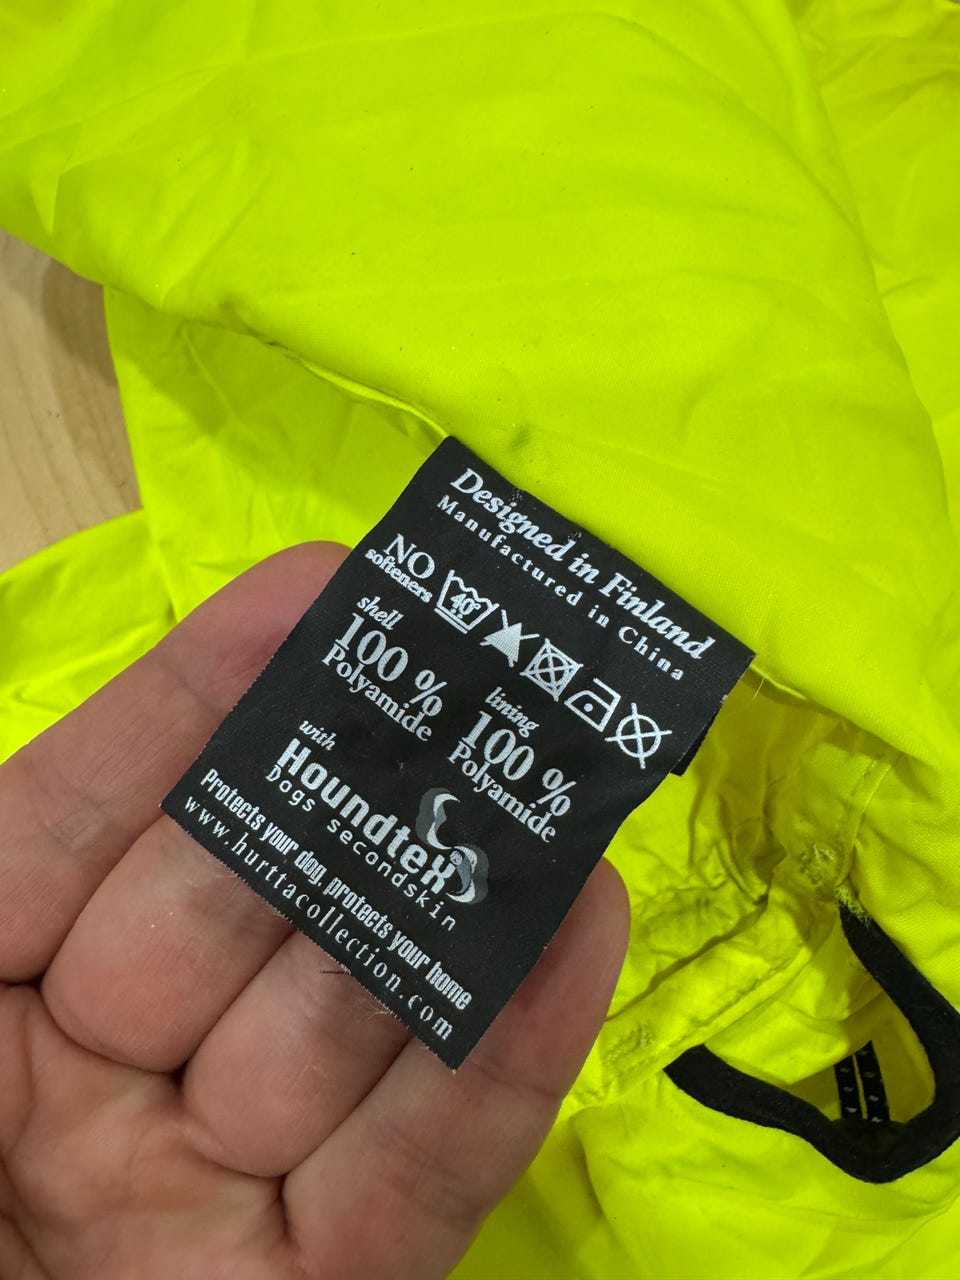 Designed in Finland
Manufactured in China
NO
softeners
40°
shell
100 %
Polyamide
lining
100 %
Polyamide
with
Houndtex®
Dogs secondskin
Protects your dog, protects your home
www.hurttacollection.com